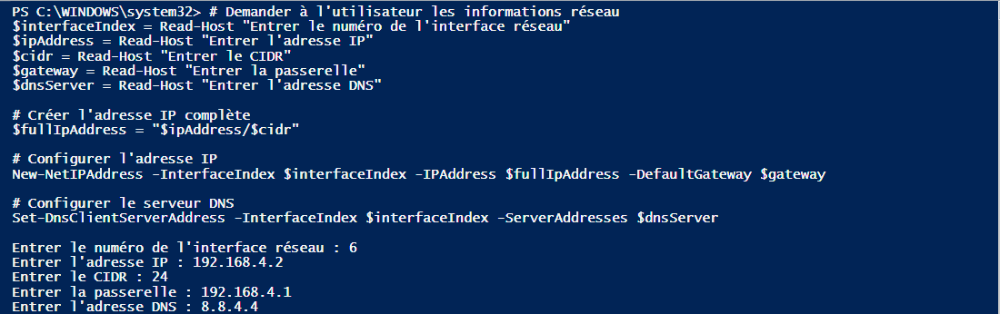 PS C:\WINDOWS\system32> # Demander à l'utilisateur les informations réseau
$interfaceIndex = Read-Host "Entrer le numéro de l'interface réseau"
$ipAddress = Read-Host "Entrer l'adresse IP"
$cidr = Read-Host "Entrer le CIDR"
$gateway = Read-Host "Entrer la passerelle"
$dnsServer = Read-Host "Entrer l'adresse DNS"

# Créer l'adresse IP complète
$fullIpAddress = "$ipAddress/$cidr"

# Configurer l'adresse IP
New-NetIPAddress -InterfaceIndex $interfaceIndex -IPAddress $fullIpAddress -DefaultGateway $gateway

# Configurer le serveur DNS
Set-DnsClientServerAddress -InterfaceIndex $interfaceIndex -ServerAddresses $dnsServer

Entrer le numéro de l'interface réseau : 6
Entrer l'adresse IP : 192.168.4.2
Entrer le CIDR : 24
Entrer la passerelle : 192.168.4.1
Entrer l'adresse DNS : 8.8.4.4